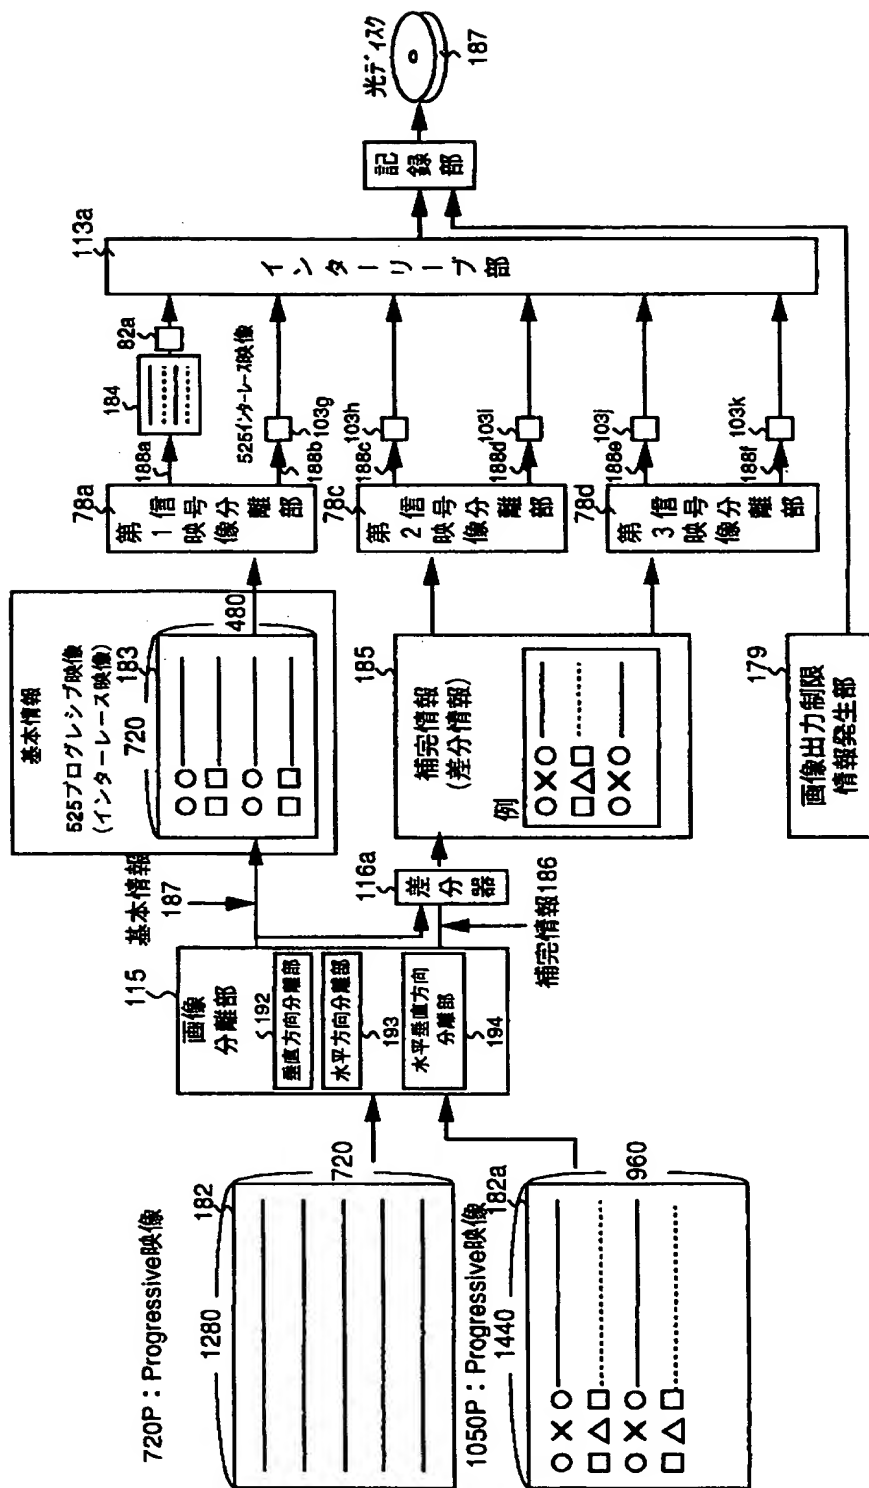 720P：Progressive映像
1280
182
720
1050P：Progressive映像
1440
182a
960
115
画像
分離部
192
垂直方向分離部
水平方向分離部
193
水平垂直方向
分離部
194
基本情報
187
補完情報186
116a
差分器
基本情報
525プログレシブ映像
(インターレース映像)
720
183
480
185
補完情報
(差分情報)
例
179
画像出力制限
情報発生部
78a
第1映像信号分離部
188a
184
82a
188b
103g
525インターレース映像
78c
第2映像信号分離部
188c
103h
188d
103i
78d
第3映像信号分離部
188e
103j
188f
103k
113a
インターリーブ部
記録部
光ディスク
187